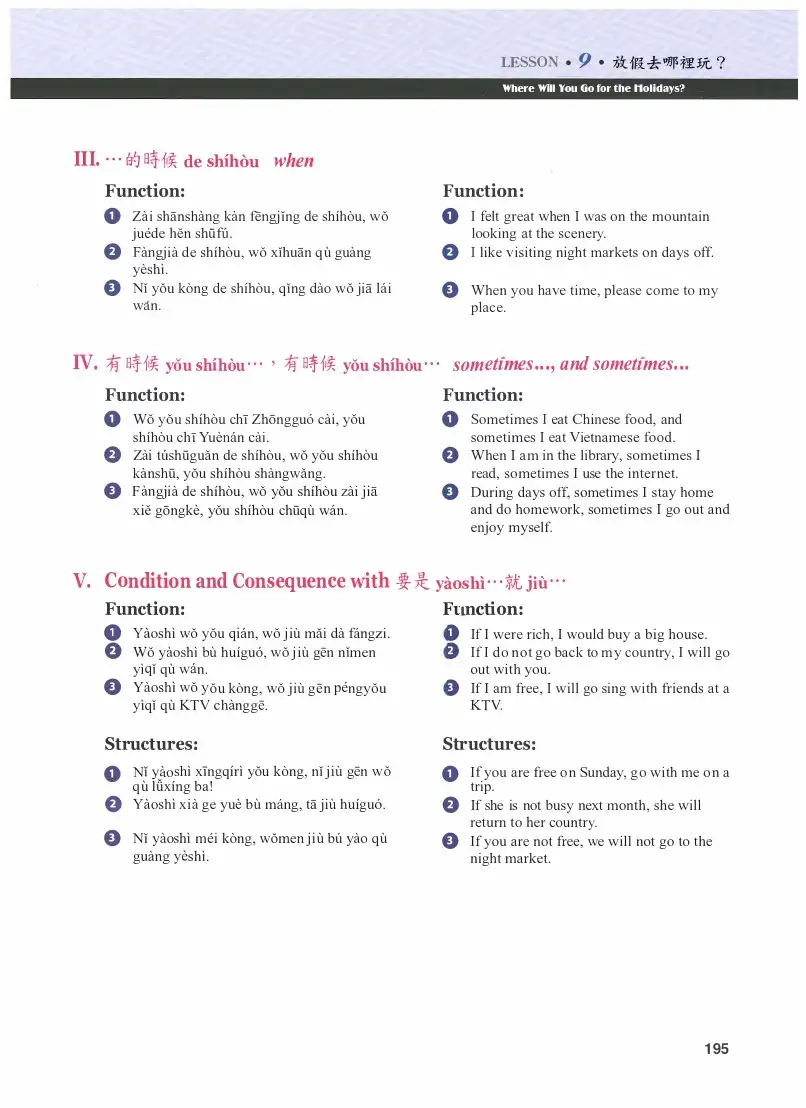 LESSON • 9 • 放假去哪裡玩？
Where Will You Go for the Holidays?
III. …的時候 de shíhòu when
Function:
1 Zài shānshàng kàn fēngjǐng de shíhòu, wǒ
juéde hěn shūfú.
2 Fàngjià de shíhòu, wǒ xǐhuān qù guàng
yèshì.
3 Nǐ yǒu kòng de shíhòu, qǐng dào wǒ jiā lái
wán.
Function:
1 I felt great when I was on the mountain
looking at the scenery.
2 I like visiting night markets on days off.
3 When you have time, please come to my
place.
IV. 有時候 yǒu shíhòu…，有時候 yǒu shíhòu… sometimes..., and sometimes...
Function:
1 Wǒ yǒu shíhòu chī Zhōngguó cài, yǒu
shíhòu chī Yuènán cài.
2 Zài túshūguǎn de shíhòu, wǒ yǒu shíhòu
kànshū, yǒu shíhòu shàngwǎng.
3 Fàngjià de shíhòu, wǒ yǒu shíhòu zài jiā
xiě gōngkè, yǒu shíhòu chūqù wán.
Function:
1 Sometimes I eat Chinese food, and
sometimes I eat Vietnamese food.
2 When I am in the library, sometimes I
read, sometimes I use the internet.
3 During days off, sometimes I stay home
and do homework, sometimes I go out and
enjoy myself.
V. Condition and Consequence with 要是 yàoshì…就 jiù…
Function:
1 Yàoshì wǒ yǒu qián, wǒ jiù mǎi dà fángzi.
2 Wǒ yàoshì bù huíguó, wǒ jiù gēn nǐmen
yìqǐ qù wán.
3 Yàoshì wǒ yǒu kòng, wǒ jiù gēn péngyǒu
yìqǐ qù KTV chànggē.
Function:
1 If I were rich, I would buy a big house.
2 If I do not go back to my country, I will go
out with you.
3 If I am free, I will go sing with friends at a
KTV.
Structures:
1 Nǐ yàoshì xīngqírì yǒu kòng, nǐ jiù gēn wǒ
qù lǚxíng ba!
2 Yàoshì xià ge yuè bù máng, tā jiù huíguó.
3 Nǐ yàoshì méi kòng, wǒmen jiù bú yào qù
guàng yèshì.
Structures:
1 If you are free on Sunday, go with me on a
trip.
2 If she is not busy next month, she will
return to her country.
3 If you are not free, we will not go to the
night market.
195